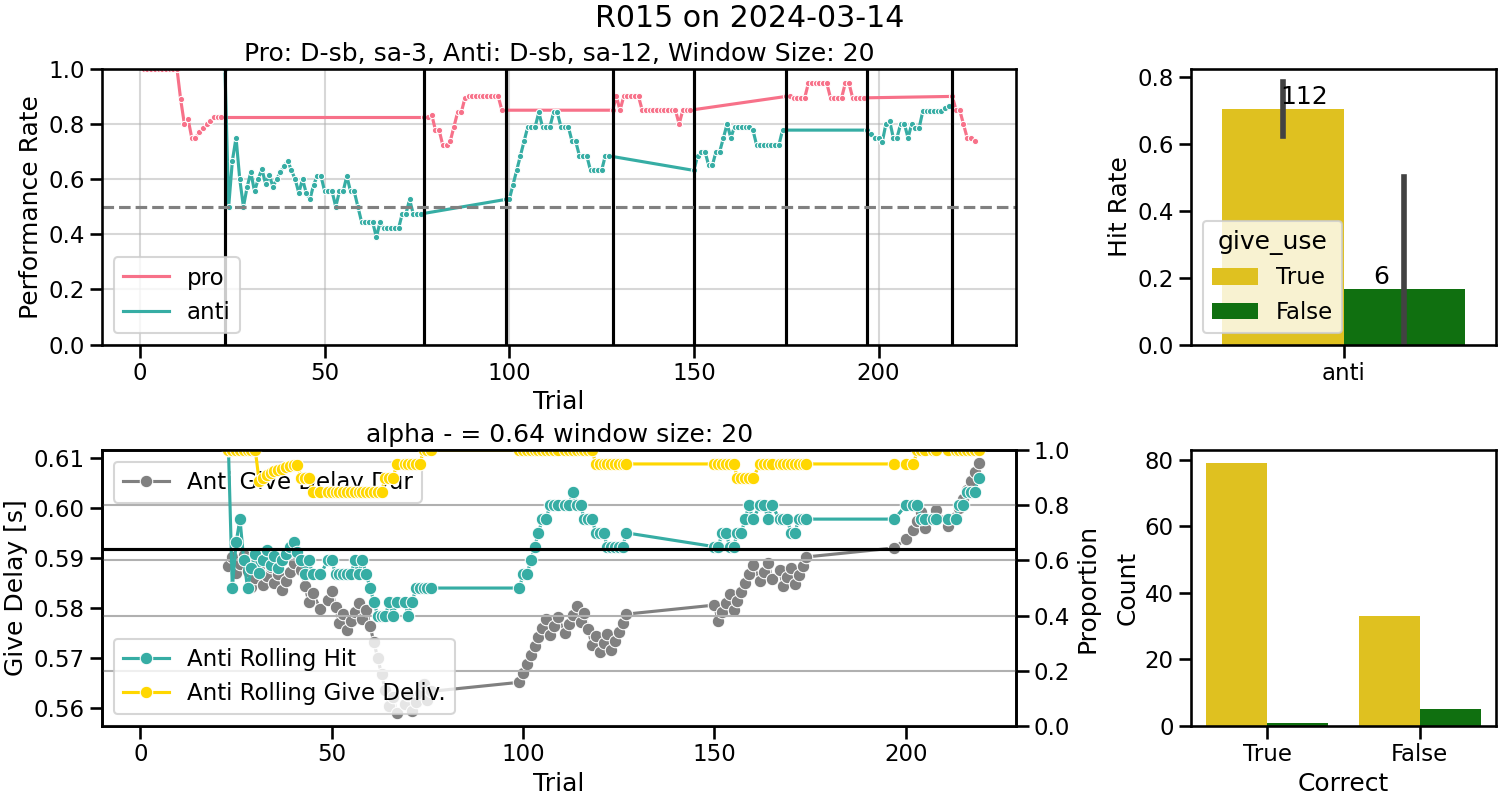 R015 on 2024-03-14
Pro: D-sb, sa-3, Anti: D-sb, sa-12, Window Size: 20
Performance Rate
1.0
0.8
0.6
0.4
0.2
0.0
pro
anti
0 50 100 150 200
Trial
Hit Rate
0.8
0.6
0.4
0.2
0.0
112
6
give_use
True
False
anti
alpha - = 0.64 window size: 20
Give Delay [s]
0.61
0.60
0.59
0.58
0.57
0.56
Anti Give Delay Dur
Anti Rolling Hit
Anti Rolling Give Deliv.
1.0
0.8
0.6
0.4
0.2
0.0
Proportion
0 50 100 150 200
Trial
Count
80
60
40
20
0
True False
Correct